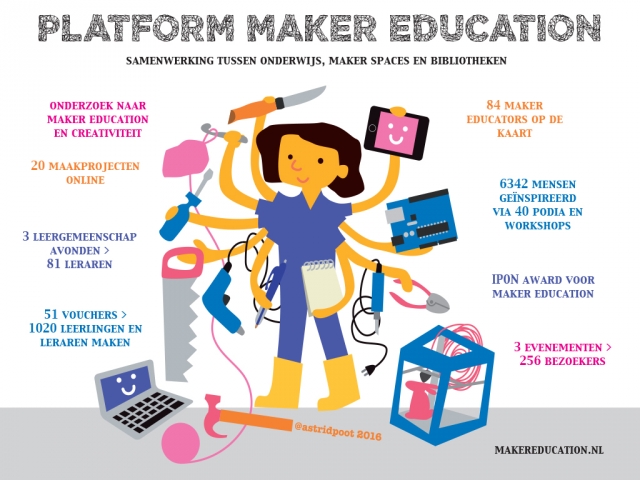 PLATFORM MAKER EDUCATION
SAMENWERKING TUSSEN ONDERWIJS, MAKER SPACES EN BIBLIOTHEKEN
ONDERZOEK NAAR
MAKER EDUCATION
EN CREATIVITEIT
20 MAAKPROJECTEN
ONLINE
3 LEERGEMEENSCHAP
AVONDEN >
81 LERAREN
51 VOUCHERS >
1020 LEERLINGEN EN
LERAREN MAKEN
84 MAKER
EDUCATORS OP DE
KAART
6342 MENSEN
GEÏNSPIREERD
VIA 40 PODIA EN
WORKSHOPS
IPON AWARD VOOR
MAKER EDUCATION
3 EVENEMENTEN >
256 BEZOEKERS
@astridpoot 2016
MAKEREDUCATION.NL